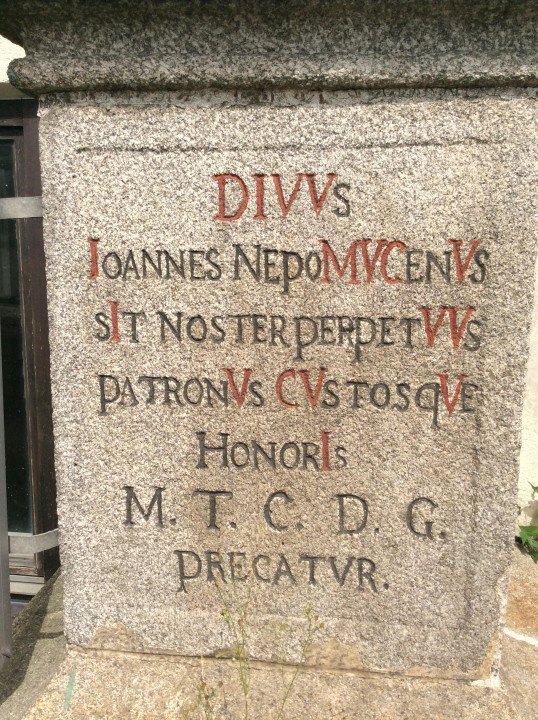 DIVVs
IOANNES NEPOMVCENVS
sIT NOSTER PERPETVVS
PATRONVS CVSTOSQVE
HONORIS
M. T. C. D. G.
PRECATVR.